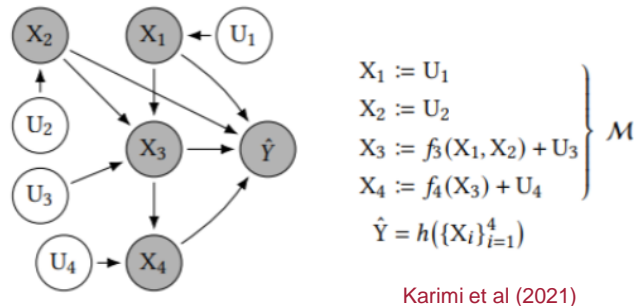 X₂
X₁
U₁
U₂
X₃
Ŷ
U₃
U₄
X₄
X₁ := U₁
X₂ := U₂
X₃ := f₃(X₁, X₂) + U₃
X₄ := f₄(X₃) + U₄
M
Ŷ = h({Xᵢ}⁴ᵢ₌₁)
Karimi et al (2021)